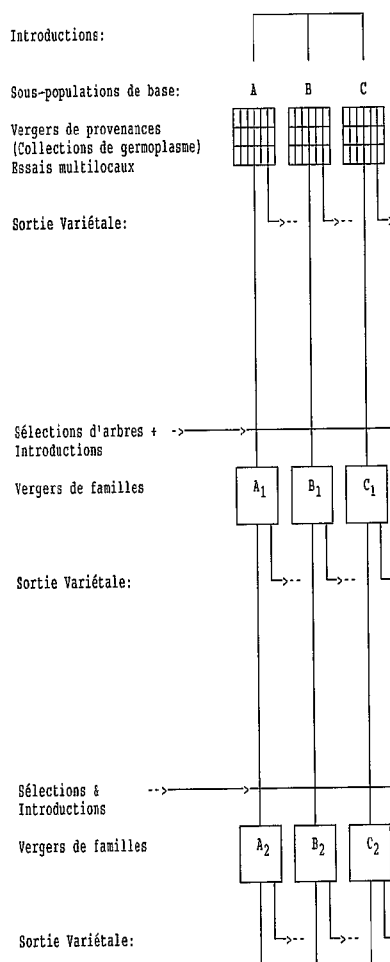 Introductions:
Sous-populations de base: A B C
Vergers de provenances
(Collections de germoplasme)
Essais multilocaux
Sortie Variétale:
Sélections d'arbres +
Introductions
Vergers de familles A1 B1 C1
Sortie Variétale:
Sélections &
Introductions
Vergers de familles A2 B2 C2
Sortie Variétale: